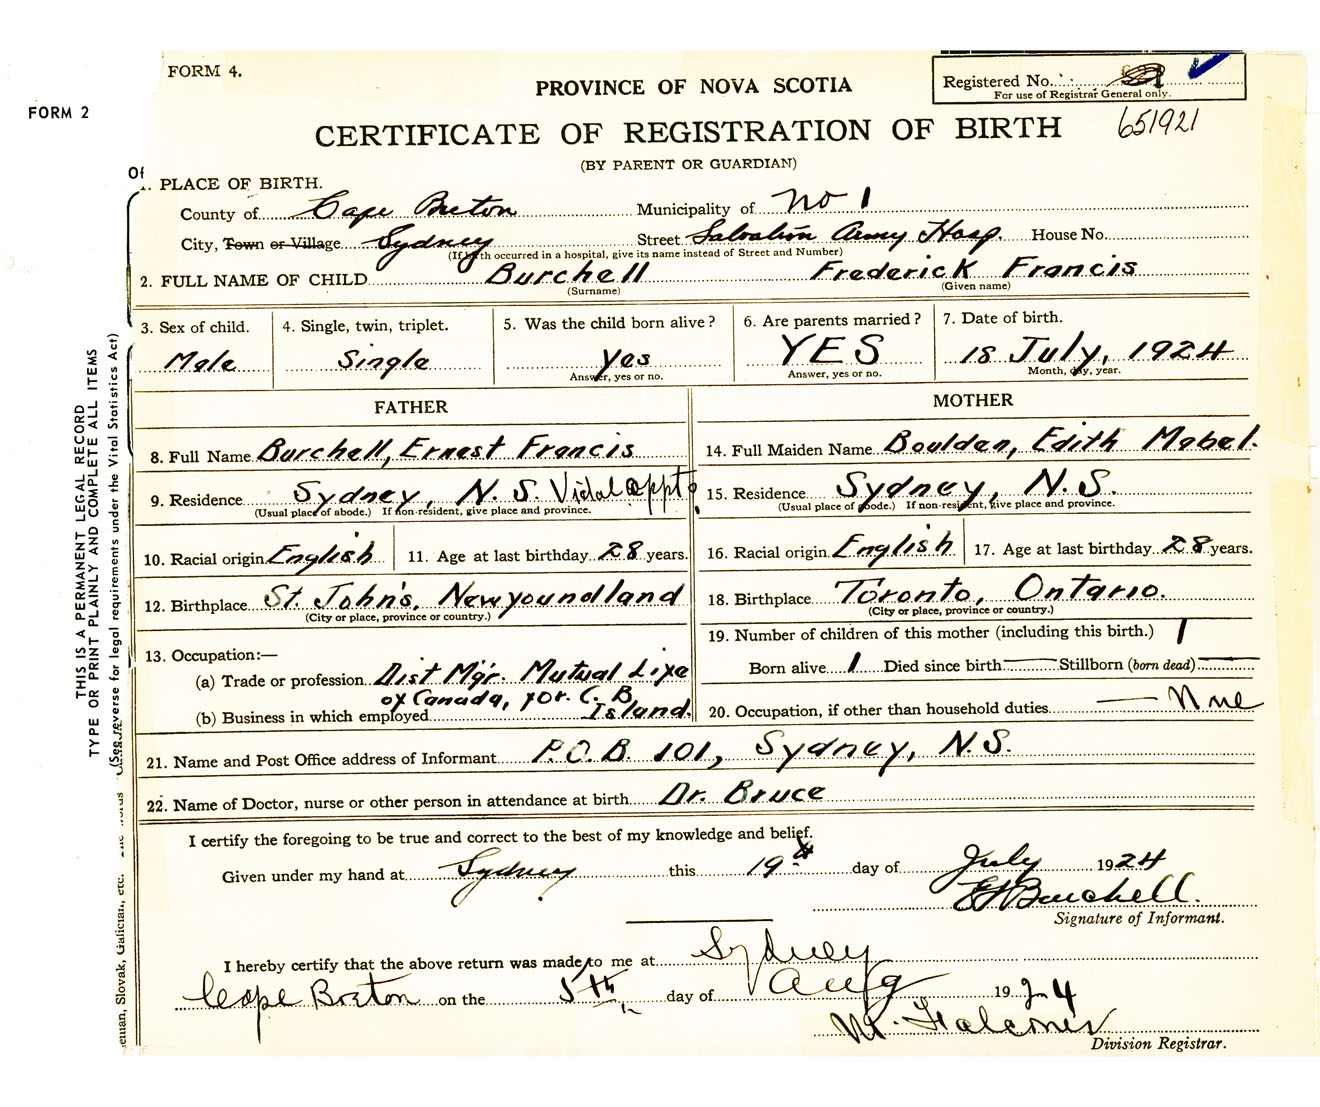 FORM 4.
Registered No.
For use of Registrar General only.
FORM 2
PROVINCE OF NOVA SCOTIA
651921
CERTIFICATE OF REGISTRATION OF BIRTH
(BY PARENT OR GUARDIAN)
Of
1. PLACE OF BIRTH.
County of Cape Breton Municipality of No 1
City, Town or Village Sydney Street Salvation Army Hosp. House No.
(If birth occurred in a hospital, give its name instead of Street and Number)
2. FULL NAME OF CHILD Burchell Frederick Francis
(Surname) (Given name)
3. Sex of child. 4. Single, twin, triplet. 5. Was the child born alive? 6. Are parents married? 7. Date of birth.
Male Single Yes YES 18 July, 1924
Answer, yes or no. Answer, yes or no. Month, day, year.
FATHER MOTHER
8. Full Name Burchell, Ernest Francis 14. Full Maiden Name Boulden, Edith Mabel.
9. Residence Sydney, N.S. Vidal appts 15. Residence Sydney, N.S.
(Usual place of abode.) If non-resident, give place and province. (Usual place of abode.) If non-resident, give place and province.
10. Racial origin English 11. Age at last birthday 28 years. 16. Racial origin English 17. Age at last birthday 28 years.
12. Birthplace St. John's, Newfoundland 18. Birthplace Toronto, Ontario.
(City or place, province or country.) (City or place, province or country.)
13. Occupation:— 19. Number of children of this mother (including this birth.) 1
(a) Trade or profession Dist Mgr. Mutual Life Born alive 1 Died since birth — Stillborn (born dead) —
of Canada, for C. B.
(b) Business in which employed Island. 20. Occupation, if other than household duties — None
21. Name and Post Office address of Informant P.O.B. 101, Sydney, N.S.
22. Name of Doctor, nurse or other person in attendance at birth Dr. Bruce
I certify the foregoing to be true and correct to the best of my knowledge and belief.
Given under my hand at Sydney this 19th day of July 1924
EF Burchell.
Signature of Informant.
I hereby certify that the above return was made to me at Sydney
Cape Breton on the 5th day of Aug 1924
Falconer
Division Registrar.
THIS IS A PERMANENT LEGAL RECORD
TYPE OR PRINT PLAINLY AND COMPLETE ALL ITEMS
(See reverse for legal requirements under the Vital Statistics Act)
Slovak, Galician, etc.